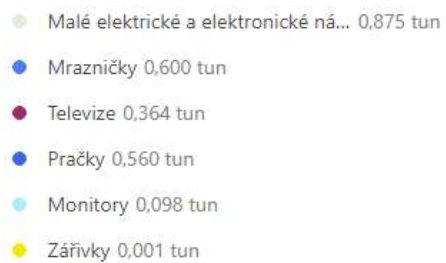 Malé elektrické a elektronické ná... 0,875 tun
Mrazničky 0,600 tun
Televize 0,364 tun
Pračky 0,560 tun
Monitory 0,098 tun
Zářivky 0,001 tun